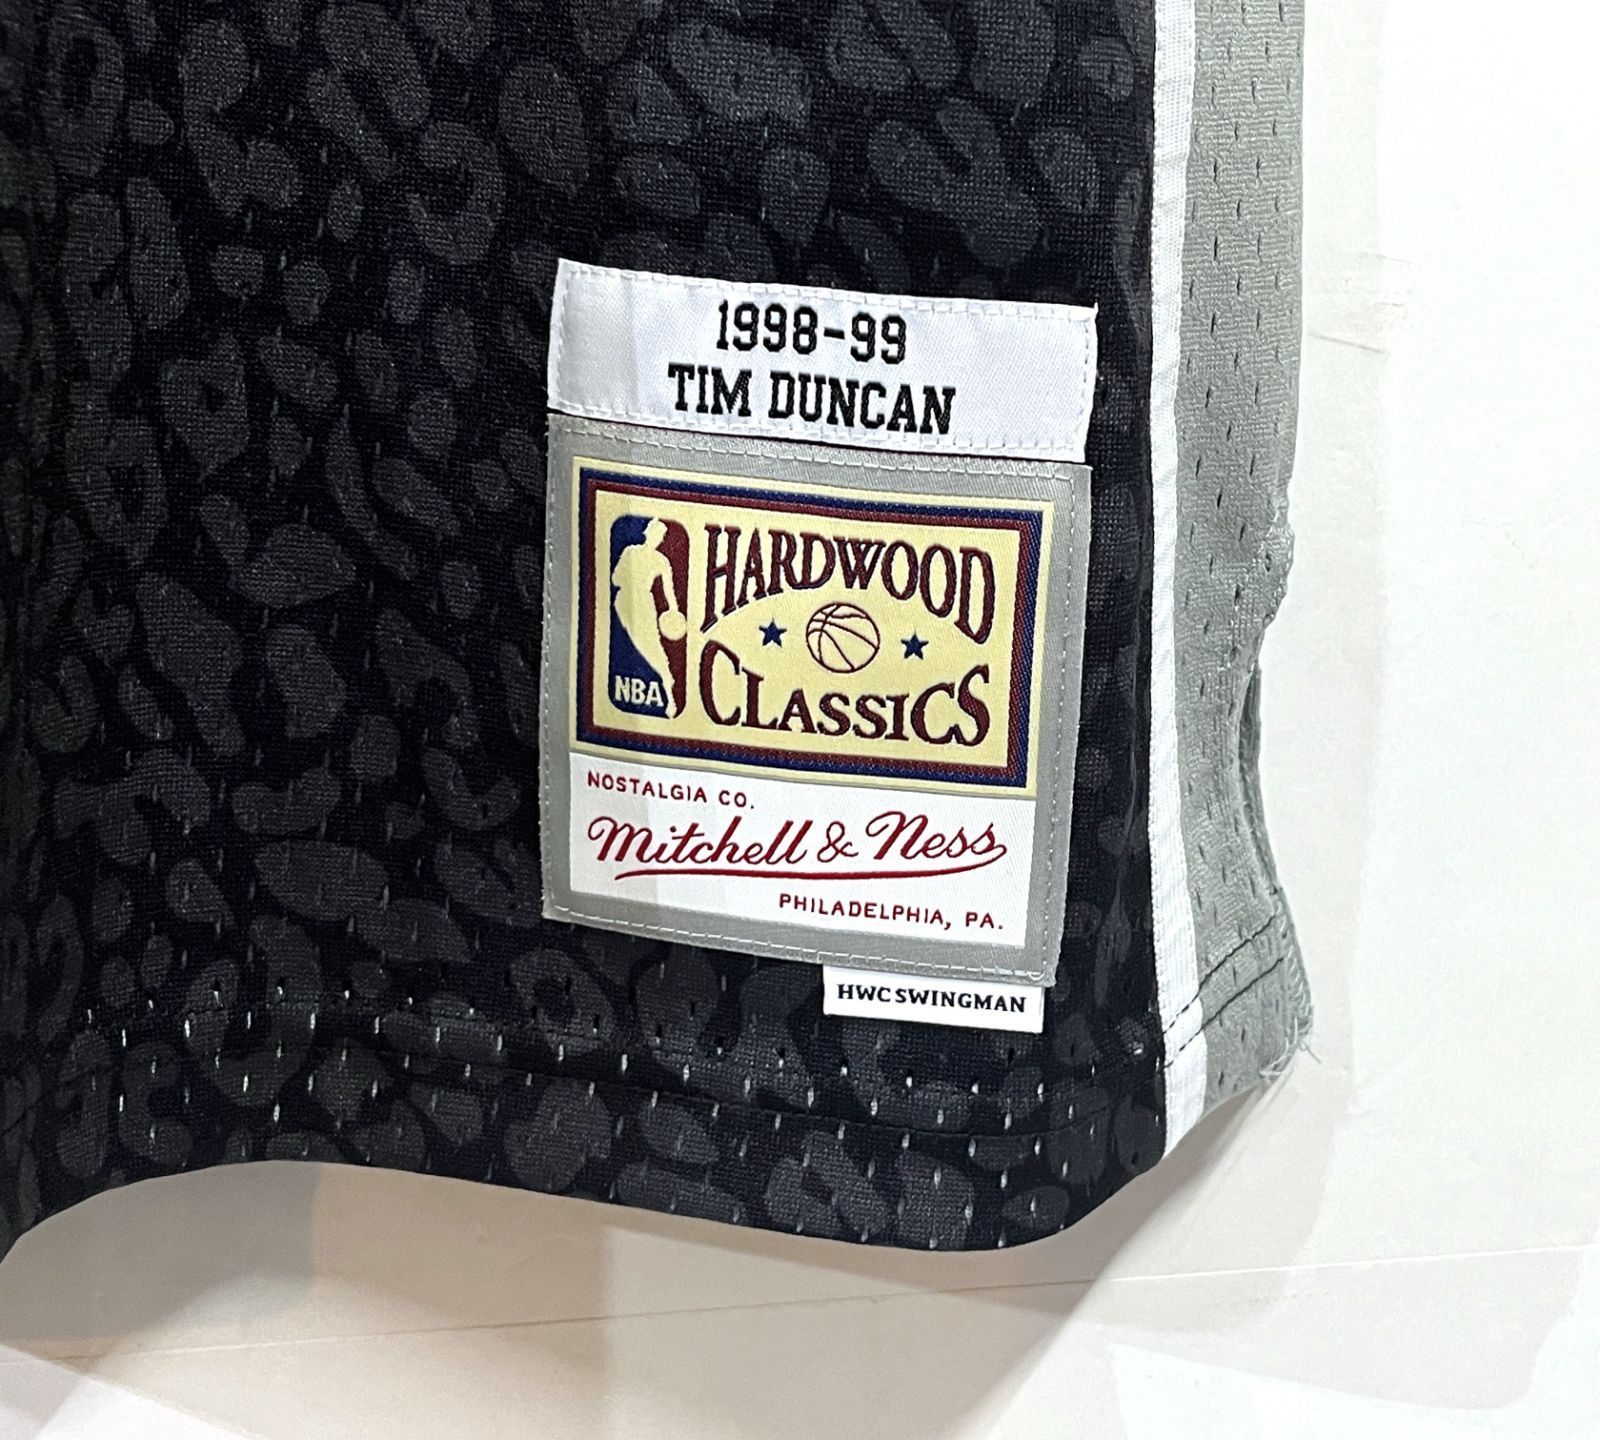 1998-99
TIM DUNCAN
HARDWOOD
CLASSICS
NBA
NOSTALGIA CO.
Mitchell & Ness
PHILADELPHIA, PA.
HWC SWINGMAN